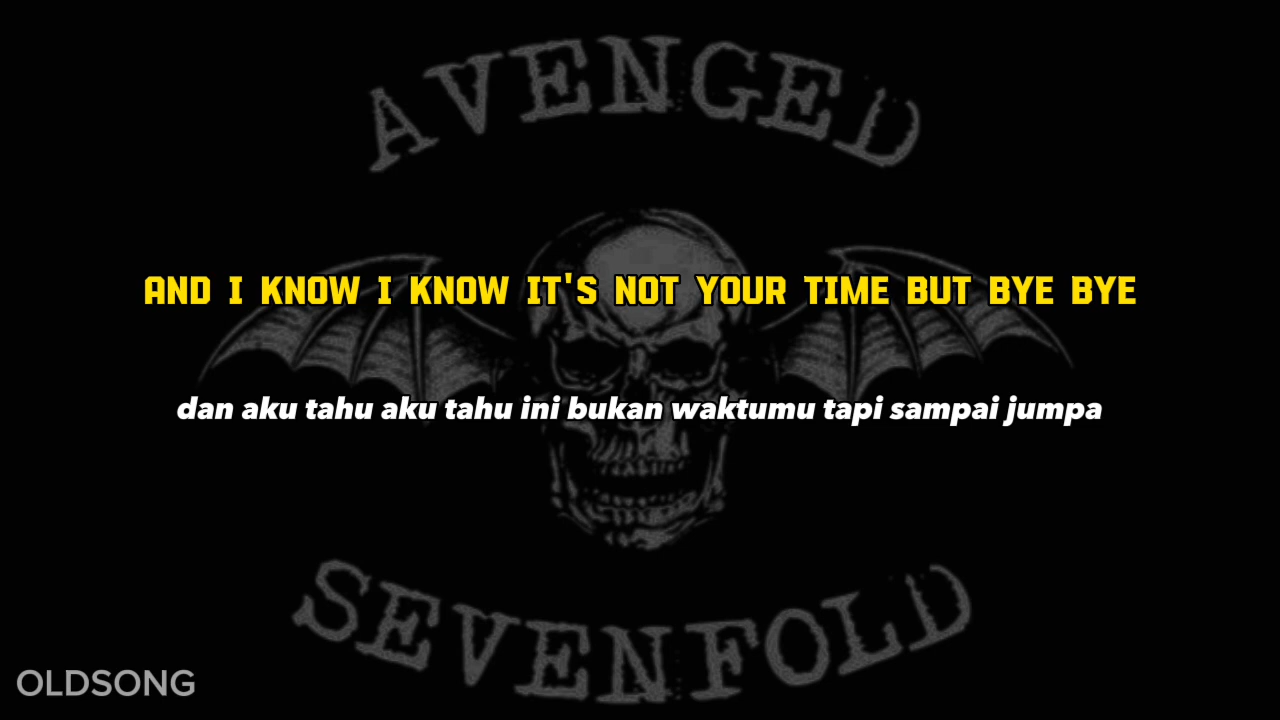 AVENGED
AND I KNOW I KNOW IT'S NOT YOUR TIME BUT BYE BYE
dan aku tahu aku tahu ini bukan waktumu tapi sampai jumpa
SEVENFOLD
OLDSONG